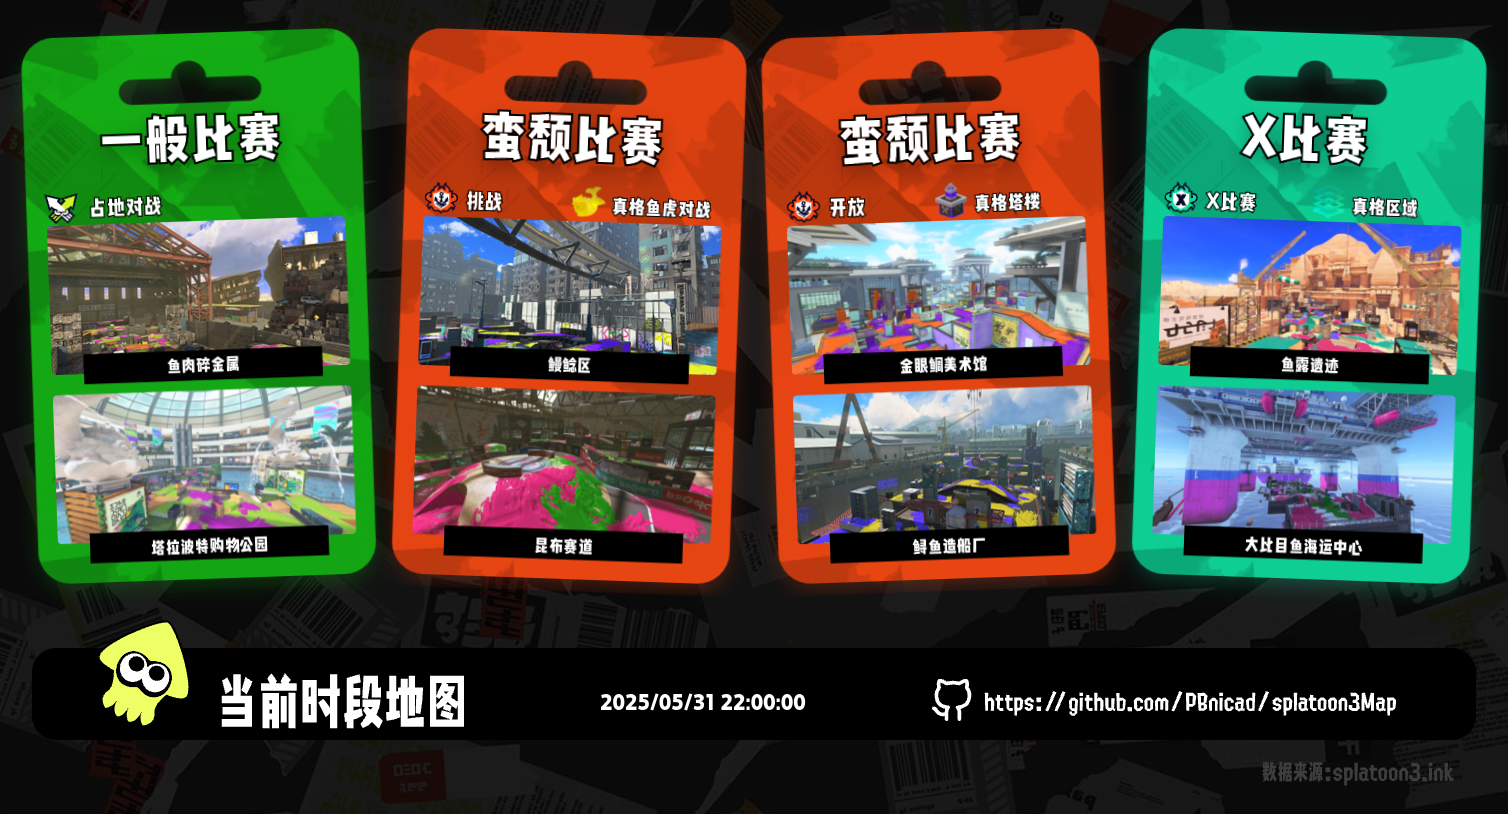 一般比赛
占地对战
鱼肉碎金属
塔拉波特购物公园
蛮颓比赛
挑战
真格鱼虎对战
鳗鲶区
昆布赛道
蛮颓比赛
开放
真格塔楼
金眼鲷美术馆
鲟鱼造船厂
X比赛
X比赛
真格区域
鱼露遗迹
大比目鱼海运中心
当前时段地图
2025/05/31 22:00:00
https://github.com/PBnicad/splatoon3Map
数据来源:splatoon3.ink